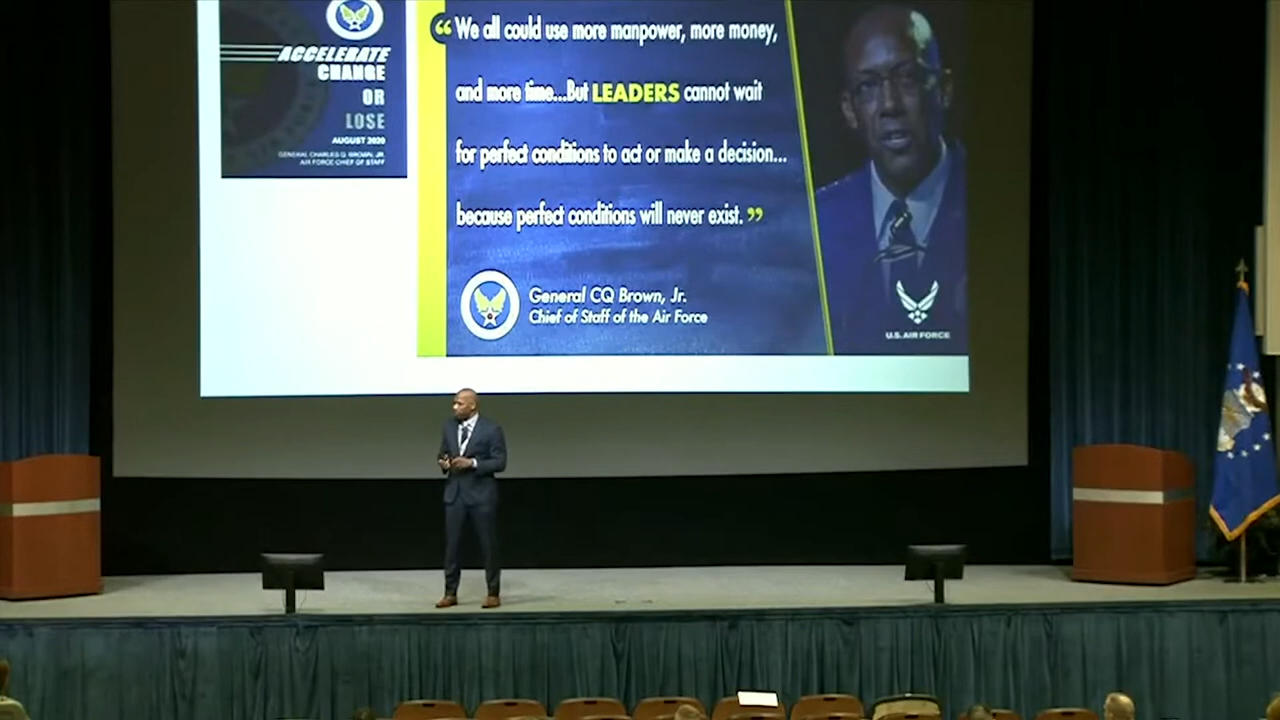 ACCELERATE
CHANGE
OR
LOSE
AUGUST 2020
GENERAL CHARLES Q. BROWN, JR.
AIR FORCE CHIEF OF STAFF
“ We all could use more manpower, more money,
and more time...But LEADERS cannot wait
for perfect conditions to act or make a decision...
because perfect conditions will never exist. ”
General CQ Brown, Jr.
Chief of Staff of the Air Force
U.S. AIR FORCE